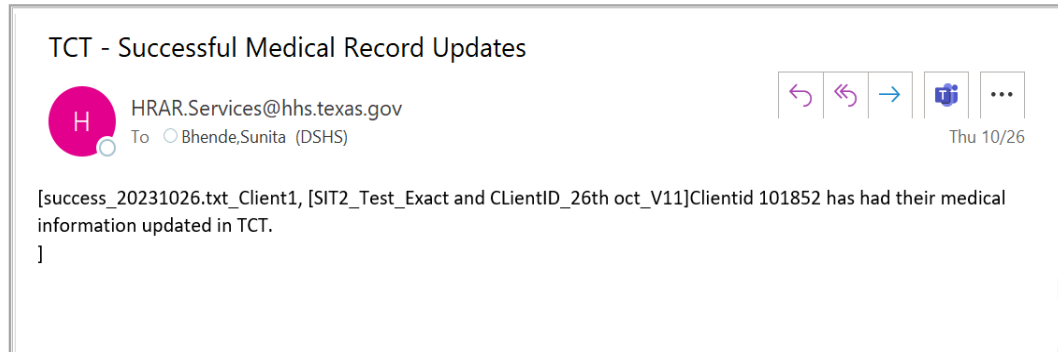 TCT - Successful Medical Record Updates
H
HRAR.Services@hhs.texas.gov
To Bhende,Sunita (DSHS)
Thu 10/26
[success_20231026.txt_Client1, [SIT2_Test_Exact and CLientID_26th oct_V11]Clientid 101852 has had their medical
information updated in TCT.
]